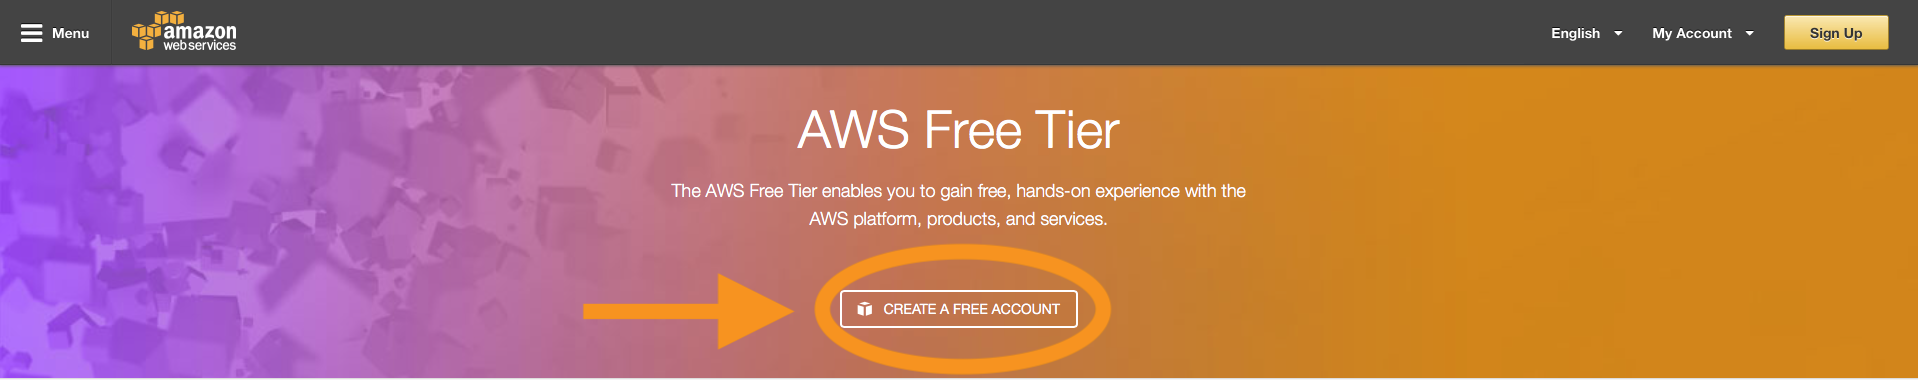 Menu
amazon
webservices
English
My Account
Sign Up
AWS Free Tier
The AWS Free Tier enables you to gain free, hands-on experience with the
AWS platform, products, and services.
CREATE A FREE ACCOUNT